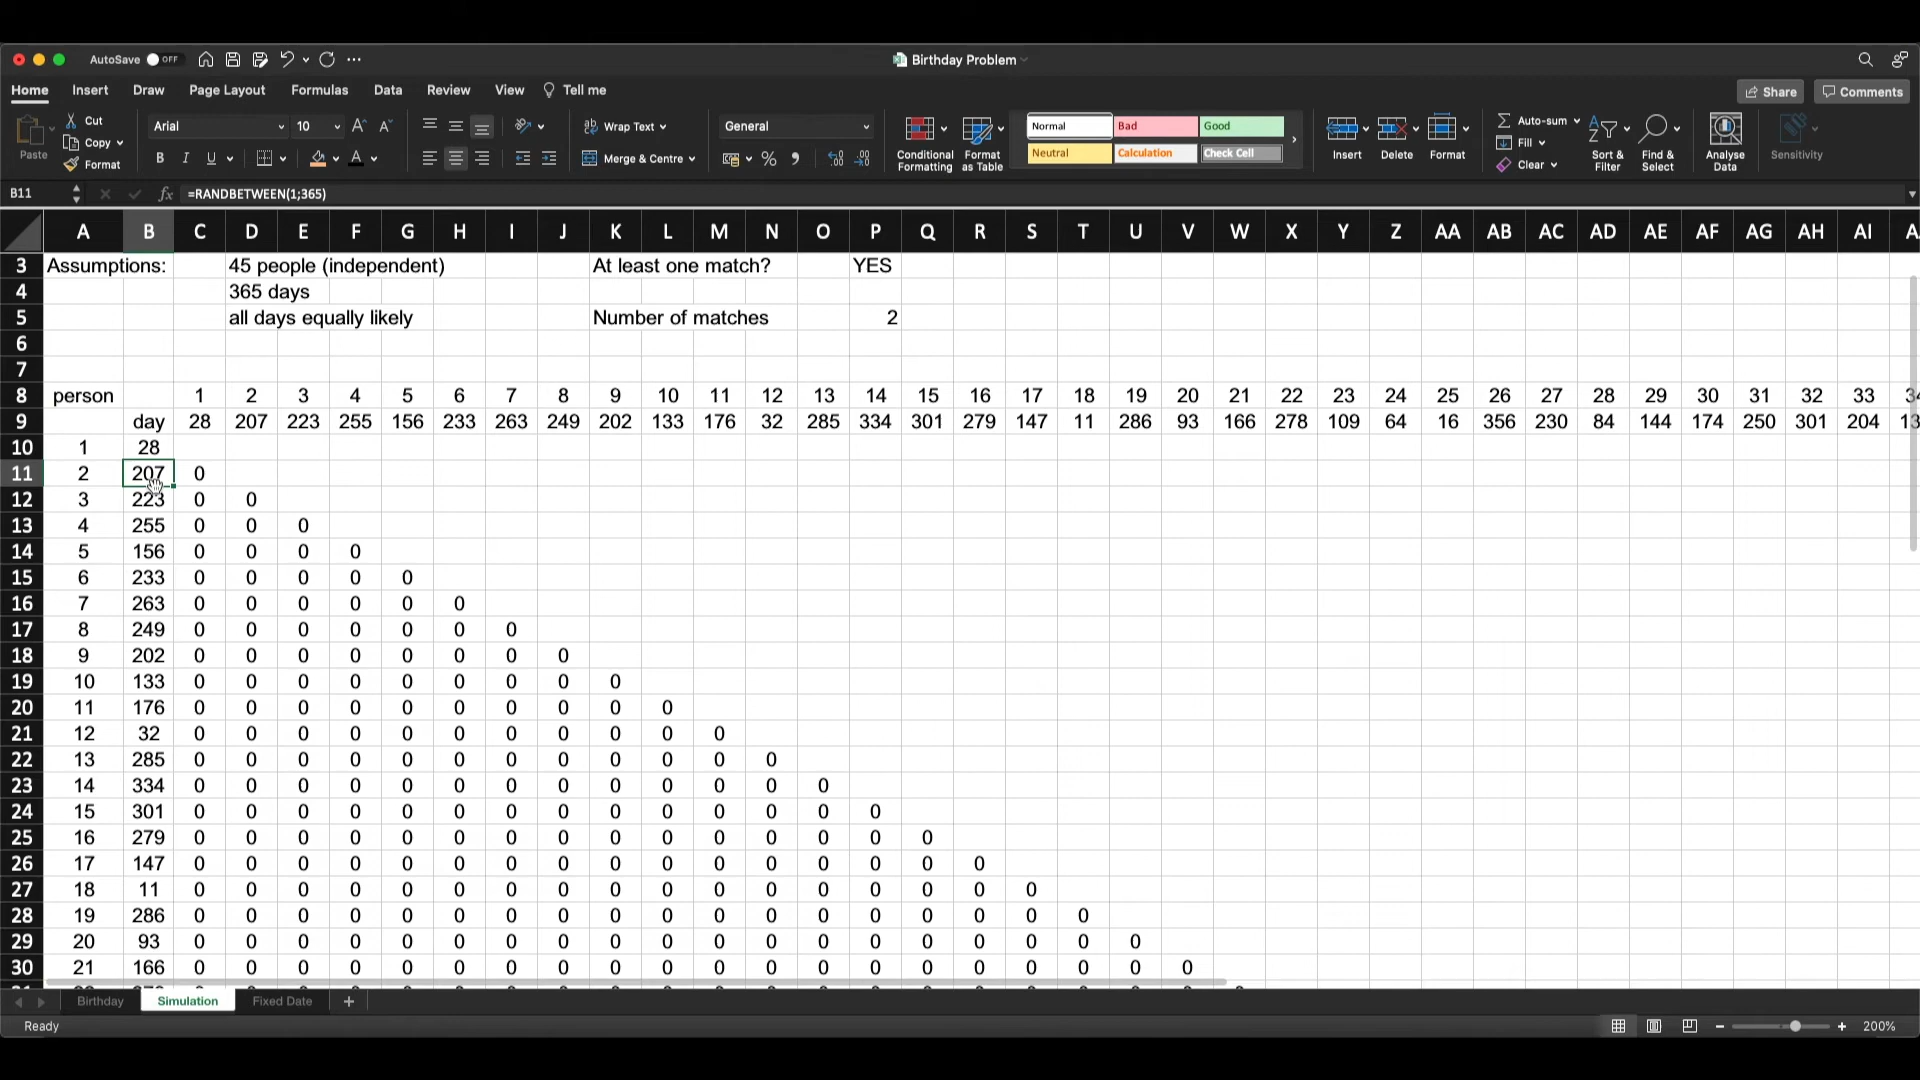 AutoSave OFF
Birthday Problem
Home Insert Draw Page Layout Formulas Data Review View Tell me
Share Comments
Paste
Cut
Copy
Format
Arial 10
B I U
Wrap Text
Merge & Centre
General
Conditional Formatting
Format as Table
Normal Bad Good
Neutral Calculation Check Cell
Insert Delete Format
Auto-sum
Fill
Clear
Sort & Filter
Find & Select
Analyse Data
Sensitivity
B11 fx =RANDBETWEEN(1;365)
A B C D E F G H I J K L M N O P Q R S T U V W X Y Z AA AB AC AD AE AF AG AH AI
3 Assumptions: 45 people (independent) At least one match? YES
4 365 days
5 all days equally likely Number of matches 2
6
7
8 person 1 2 3 4 5 6 7 8 9 10 11 12 13 14 15 16 17 18 19 20 21 22 23 24 25 26 27 28 29 30 31 32 33
9 day 28 207 223 255 156 233 263 249 202 133 176 32 285 334 301 279 147 11 286 93 166 278 109 64 16 356 230 84 144 174 250 301 204
10 1 28
11 2 207 0
12 3 223 0 0
13 4 255 0 0 0
14 5 156 0 0 0 0
15 6 233 0 0 0 0 0
16 7 263 0 0 0 0 0 0
17 8 249 0 0 0 0 0 0 0
18 9 202 0 0 0 0 0 0 0 0
19 10 133 0 0 0 0 0 0 0 0 0
20 11 176 0 0 0 0 0 0 0 0 0 0
21 12 32 0 0 0 0 0 0 0 0 0 0 0
22 13 285 0 0 0 0 0 0 0 0 0 0 0 0
23 14 334 0 0 0 0 0 0 0 0 0 0 0 0 0
24 15 301 0 0 0 0 0 0 0 0 0 0 0 0 0 0
25 16 279 0 0 0 0 0 0 0 0 0 0 0 0 0 0 0
26 17 147 0 0 0 0 0 0 0 0 0 0 0 0 0 0 0 0
27 18 11 0 0 0 0 0 0 0 0 0 0 0 0 0 0 0 0 0
28 19 286 0 0 0 0 0 0 0 0 0 0 0 0 0 0 0 0 0 0
29 20 93 0 0 0 0 0 0 0 0 0 0 0 0 0 0 0 0 0 0 0
30 21 166 0 0 0 0 0 0 0 0 0 0 0 0 0 0 0 0 0 0 0 0
Birthday Simulation Fixed Date +
Ready
200%